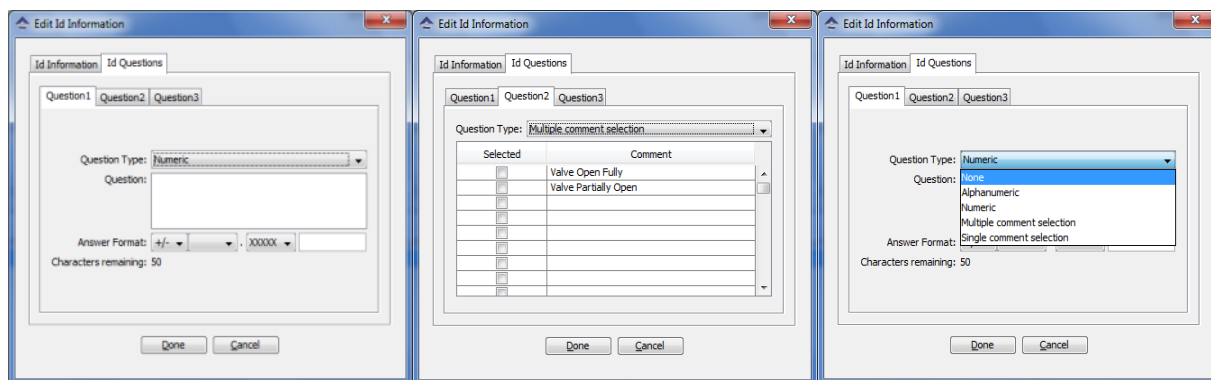 Edit Id Information
Id Information Id Questions
Question1 Question2 Question3
Question Type: Numeric
Question:
Answer Format: +/- . XXXXX
Characters remaining: 50
Done Cancel
Edit Id Information
Id Information Id Questions
Question1 Question2 Question3
Question Type: Multiple comment selection
Selected Comment
Valve Open Fully
Valve Partially Open
Done Cancel
Edit Id Information
Id Information Id Questions
Question1 Question2 Question3
Question Type: Numeric
Question: None
Alphanumeric
Numeric
Multiple comment selection
Answer Format: Single comment selection
Characters remaining: 50
Done Cancel